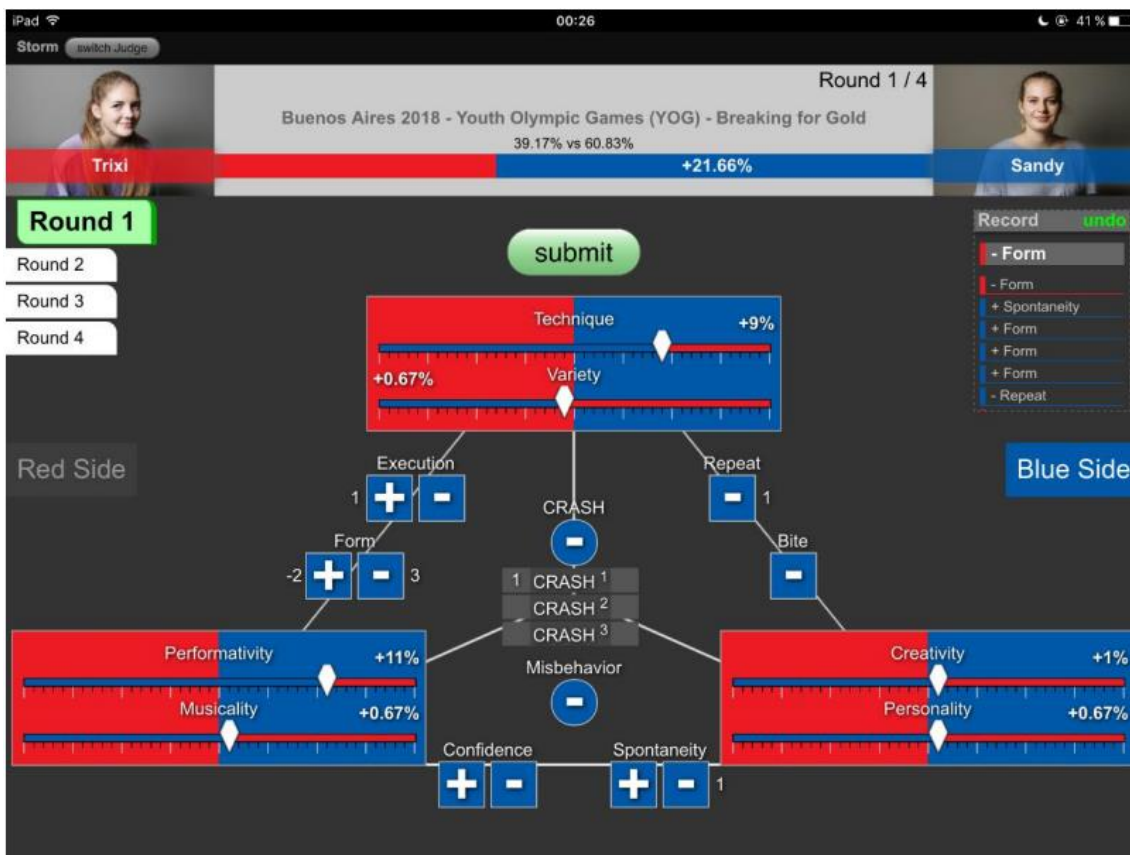 iPad 00:26 41 %
Storm switch Judge
Round 1 / 4
Buenos Aires 2018 - Youth Olympic Games (YOG) - Breaking for Gold
39.17% vs 60.83%
Trixi +21.66% Sandy
Round 1
Round 2
Round 3
Round 4
submit
Record undo
- Form
- Form
+ Spontaneity
+ Form
+ Form
+ Form
- Repeat
Technique +9%
+0.67% Variety
Red Side
Blue Side
Execution
1 + -
Form
-2 + - 3
CRASH
-
1 CRASH 1
CRASH 2
CRASH 3
Repeat
- 1
Bite
-
Performativity +11%
Musicality +0.67%
Misbehavior
-
Creativity +1%
Personality +0.67%
Confidence
+ -
Spontaneity
+ - 1